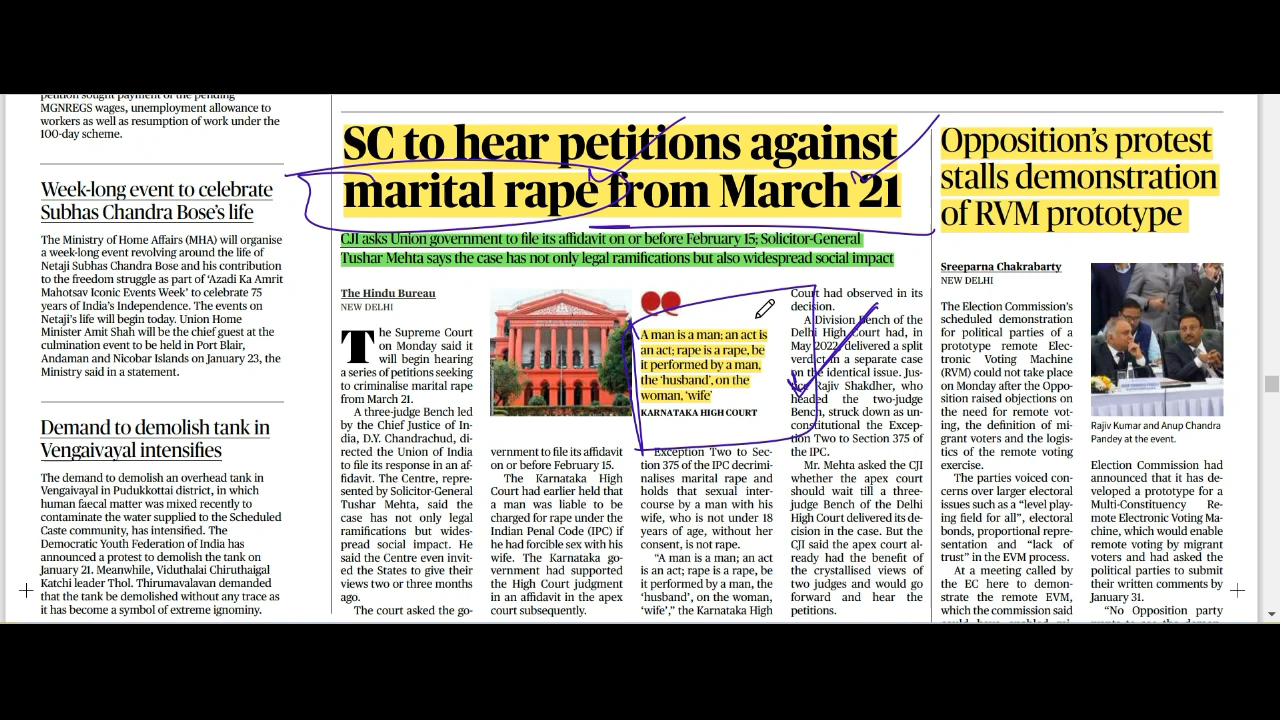 petition sought payment of the pending
MGNREGS wages, unemployment allowance to
workers as well as resumption of work under the
100-day scheme.
Week-long event to celebrate
Subhas Chandra Bose's life
The Ministry of Home Affairs (MHA) will organise
a week-long event revolving around the life of
Netaji Subhas Chandra Bose and his contribution
to the freedom struggle as part of 'Azadi Ka Amrit
Mahotsav Iconic Events Week' to celebrate 75
years of India's Independence. The events on
Netaji's life will begin today. Union Home
Minister Amit Shah will be the chief guest at the
culmination event to be held in Port Blair,
Andaman and Nicobar Islands on January 23, the
Ministry said in a statement.
Demand to demolish tank in
Vengaivayal intensifies
The demand to demolish an overhead tank in
Vengaivayal in Pudukkottai district, in which
human faecal matter was mixed recently to
contaminate the water supplied to the Scheduled
Caste community, has intensified. The
Democratic Youth Federation of India has
announced a protest to demolish the tank on
January 21. Meanwhile, Viduthalai Chiruthaigal
Katchi leader Thol. Thirumavalavan demanded
that the tank be demolished without any trace as
it has become a symbol of extreme ignominy.
SC to hear petitions against
marital rape from March 21
CJI asks Union government to file its affidavit on or before February 15; Solicitor-General
Tushar Mehta says the case has not only legal ramifications but also widespread social impact
The Hindu Bureau
NEW DELHI
The Supreme Court
on Monday said it
will begin hearing
a series of petitions seeking
to criminalise marital rape
from March 21.
A three-judge Bench led
by the Chief Justice of In-
dia, D.Y. Chandrachud, di-
rected the Union of India
to file its response in an af-
fidavit. The Centre, repre-
sented by Solicitor-General
Tushar Mehta, said the
case has not only legal
ramifications but wides-
pread social impact. He
said the Centre even invit-
ed the States to give their
views two or three months
ago.
The court asked the go-
vernment to file its affidavit
on or before February 15.
The Karnataka High
Court had earlier held that
a man was liable to be
charged for rape under the
Indian Penal Code (IPC) if
he had forcible sex with his
wife. The Karnataka go-
vernment had supported
the High Court judgment
in an affidavit in the apex
court subsequently.
A man is a man; an act is
an act; rape is a rape, be
it performed by a man,
the 'husband', on the
woman, 'wife'
KARNATAKA HIGH COURT
Exception Two to Sec-
tion 375 of the IPC decrimi-
nalises marital rape and
holds that sexual inter-
course by a man with his
wife, who is not under 18
years of age, without her
consent, is not rape.
"A man is a man; an act
is an act; rape is a rape, be
it performed by a man, the
'husband', on the woman,
'wife'," the Karnataka High
Court had observed in its
decision.
A Division Bench of the
Delhi High Court had, in
May 2022, delivered a split
verdict in a separate case
on the identical issue. Jus-
tice Rajiv Shakdher, who
headed the two-judge
Bench, struck down as un-
constitutional the Excep-
tion Two to Section 375 of
the IPC.
Mr. Mehta asked the CJI
whether the apex court
should wait till a three-
judge Bench of the Delhi
High Court delivered its de-
cision in the case. But the
CJI said the apex court al-
ready had the benefit of
the crystallised views of
two judges and would go
forward and hear the
petitions.
Opposition's protest
stalls demonstration
of RVM prototype
Sreeparna Chakrabarty
NEW DELHI
The Election Commission's
scheduled demonstration
for political parties of a
prototype remote Elec-
tronic Voting Machine
(RVM) could not take place
on Monday after the Oppo-
sition raised objections on
the need for remote vot-
ing, the definition of mi-
grant voters and the logis-
tics of the remote voting
exercise.
The parties voiced con-
cerns over larger electoral
issues such as a "level play-
ing field for all", electoral
bonds, proportional repre-
sentation and "lack of
trust" in the EVM process.
At a meeting called by
the EC here to demon-
strate the remote EVM,
which the commission said
Rajiv Kumar and Anup Chandra
Pandey at the event.
Election Commission had
announced that it has de-
veloped a prototype for a
Multi-Constituency Re-
mote Electronic Voting Ma-
chine, which would enable
remote voting by migrant
voters and had asked the
political parties to submit
their written comments by
January 31.
"No Opposition party